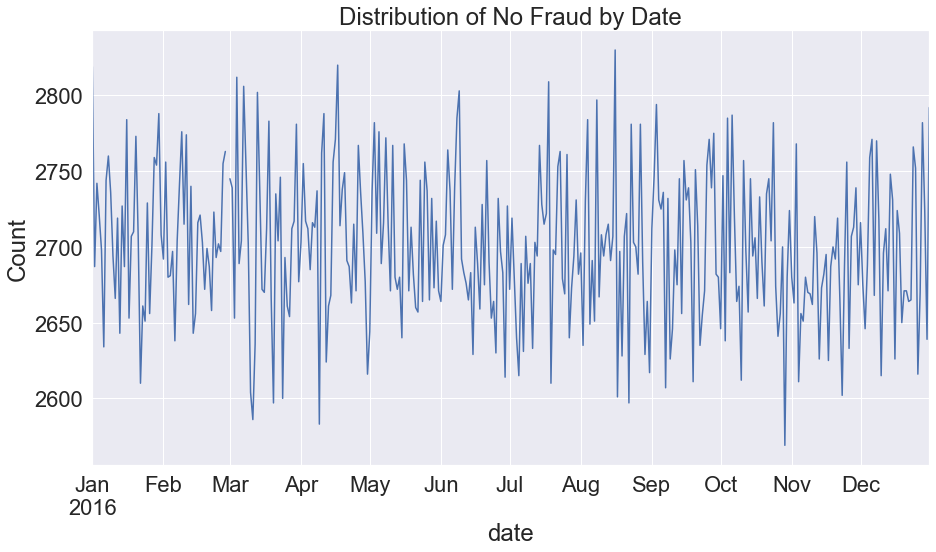 Distribution of No Fraud by Date
Count
2800
2750
2700
2650
2600
Jan Feb Mar Apr May Jun Jul Aug Sep Oct Nov Dec
2016
date